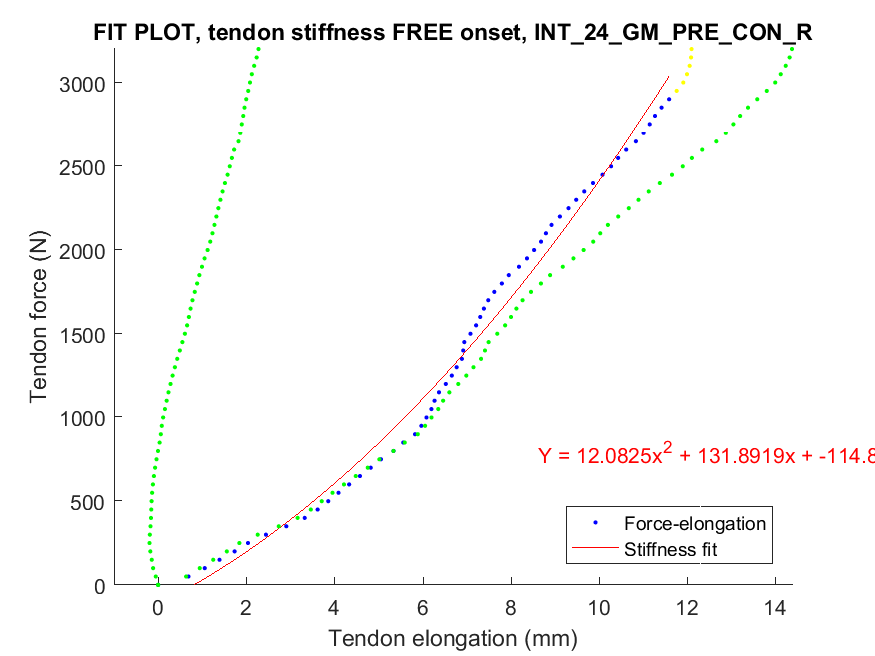 FIT PLOT, tendon stiffness FREE onset, INT_24_GM_PRE_CON_R
3000
2500
2000
1500
1000
500
0
Tendon force (N)
Y = 12.0825x² + 131.8919x + -114.8
Force-elongation
Stiffness fit
0 2 4 6 8 10 12 14
Tendon elongation (mm)